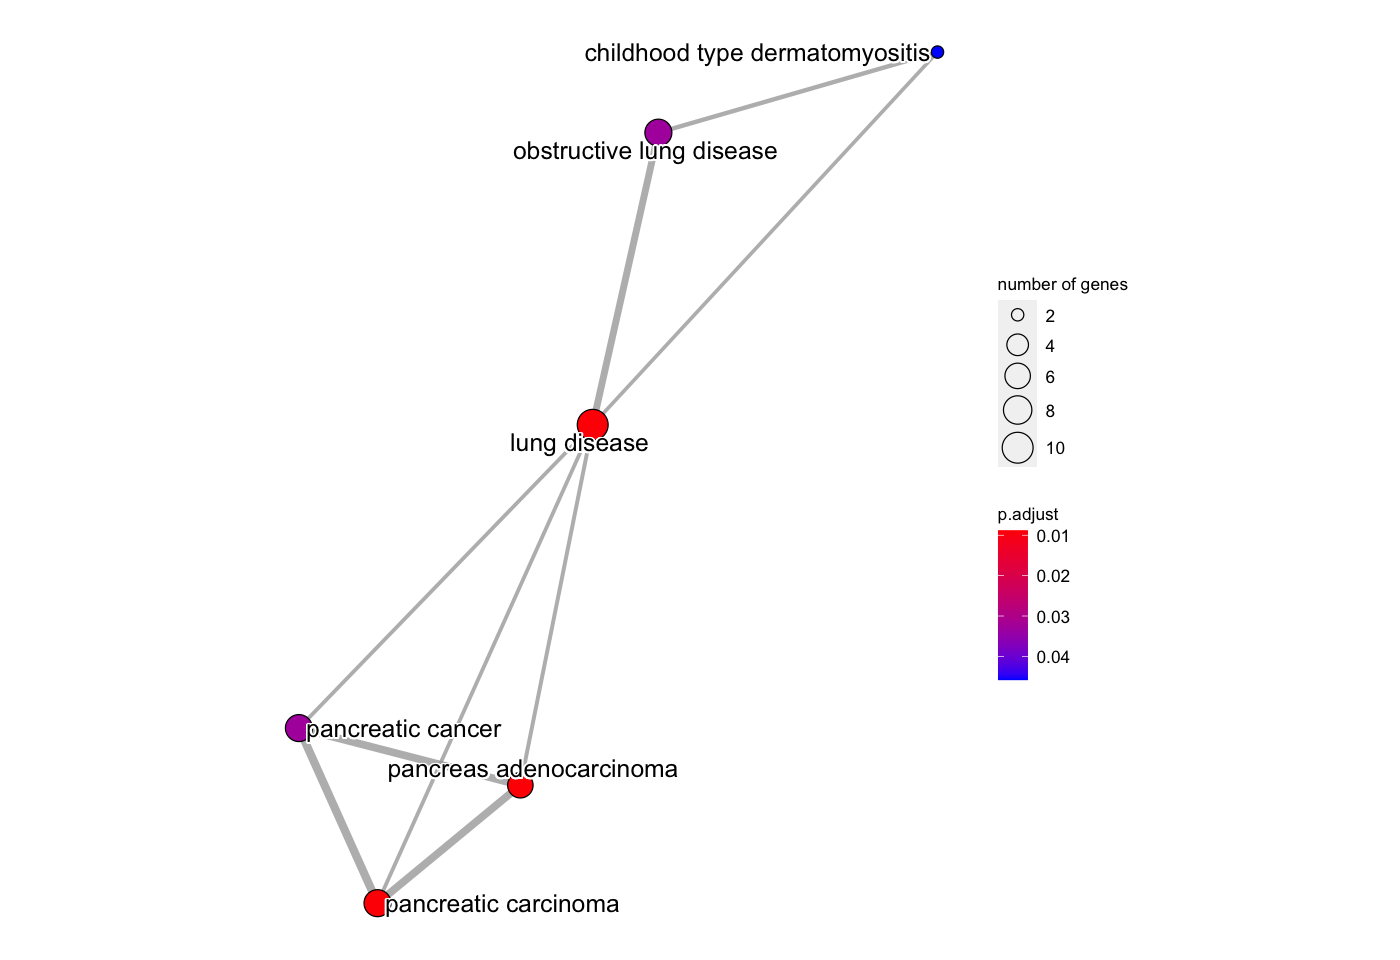 childhood type dermatomyositis
obstructive lung disease
number of genes
2
4
6
8
10
lung disease
p.adjust
0.01
0.02
0.03
0.04
pancreatic cancer
pancreas adenocarcinoma
pancreatic carcinoma